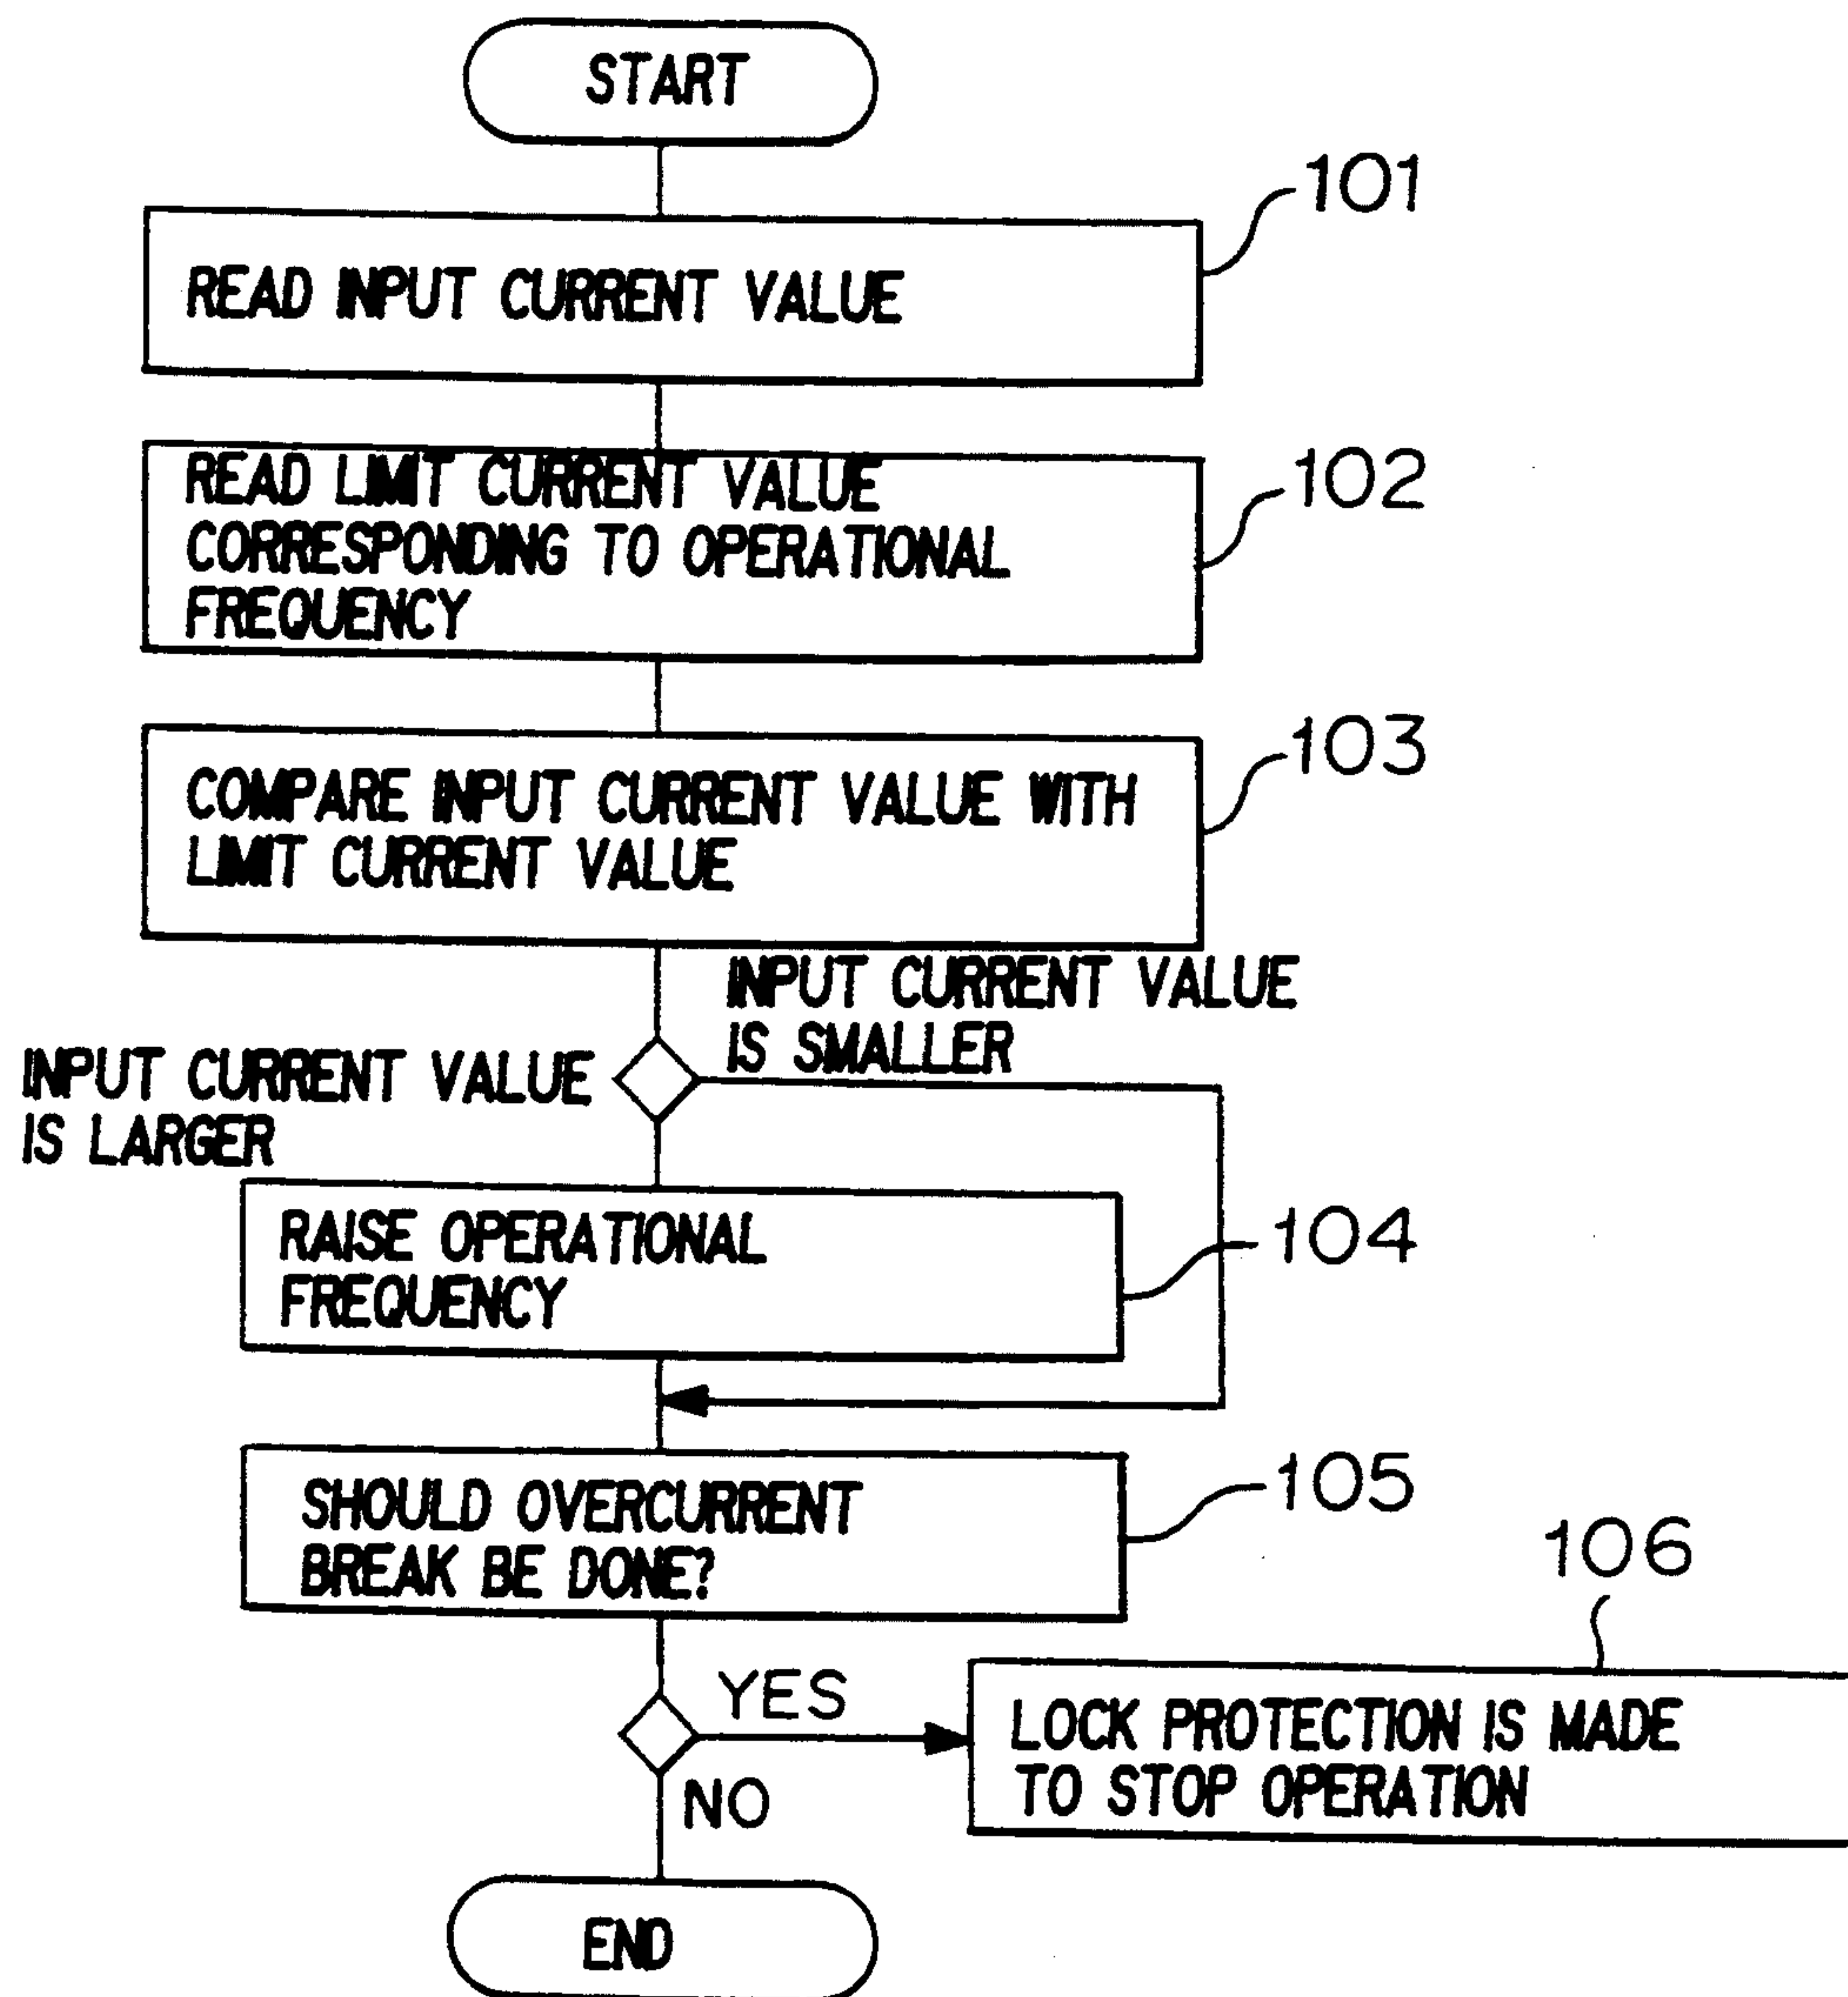 START
101
READ INPUT CURRENT VALUE
102
READ LIMIT CURRENT VALUE
CORRESPONDING TO OPERATIONAL
FREQUENCY
103
COMPARE INPUT CURRENT VALUE WITH
LIMIT CURRENT VALUE
INPUT CURRENT VALUE
IS SMALLER
INPUT CURRENT VALUE
IS LARGER
104
RAISE OPERATIONAL
FREQUENCY
105
SHOULD OVERCURRENT
BREAK BE DONE?
106
YES
LOCK PROTECTION IS MADE
TO STOP OPERATION
NO
END